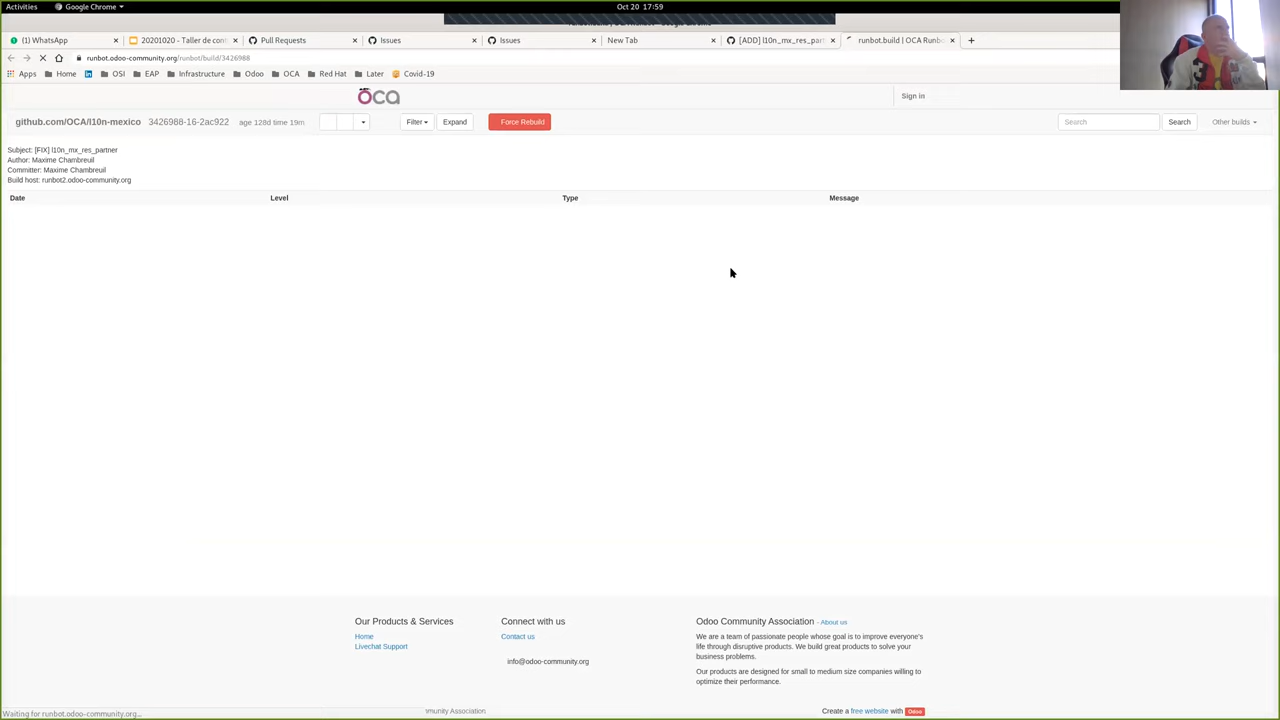 Activities
Google Chrome
Oct 20 17:59
(1) WhatsApp
20201020 - Taller de con
Pull Requests
Issues
Issues
New Tab
[ADD] l10n_mx_res_part
runbot.build | OCA Runb
runbot.odoo-community.org/runbot/build/3426988
Apps
Home
OSI
EAP
Infrastructure
Odoo
OCA
Red Hat
Later
Covid-19
oca
Sign in
github.com/OCA/l10n-mexico
3426988-16-2ac922
age 128d time 19m
Filter
Expand
Force Rebuild
Search
Search
Other builds
Subject: [FIX] l10n_mx_res_partner
Author: Maxime Chambreuil
Committer: Maxime Chambreuil
Build host: runbot2.odoo-community.org
Date
Level
Type
Message
Our Products & Services
Home
Livechat Support
Connect with us
Contact us
info@odoo-community.org
Odoo Community Association - About us
We are a team of passionate people whose goal is to improve everyone's
life through disruptive products. We build great products to solve your
business problems.
Our products are designed for small to medium size companies willing to
optimize their performance.
Waiting for runbot.odoo-community.org...
munity Association
Create a free website with Odoo